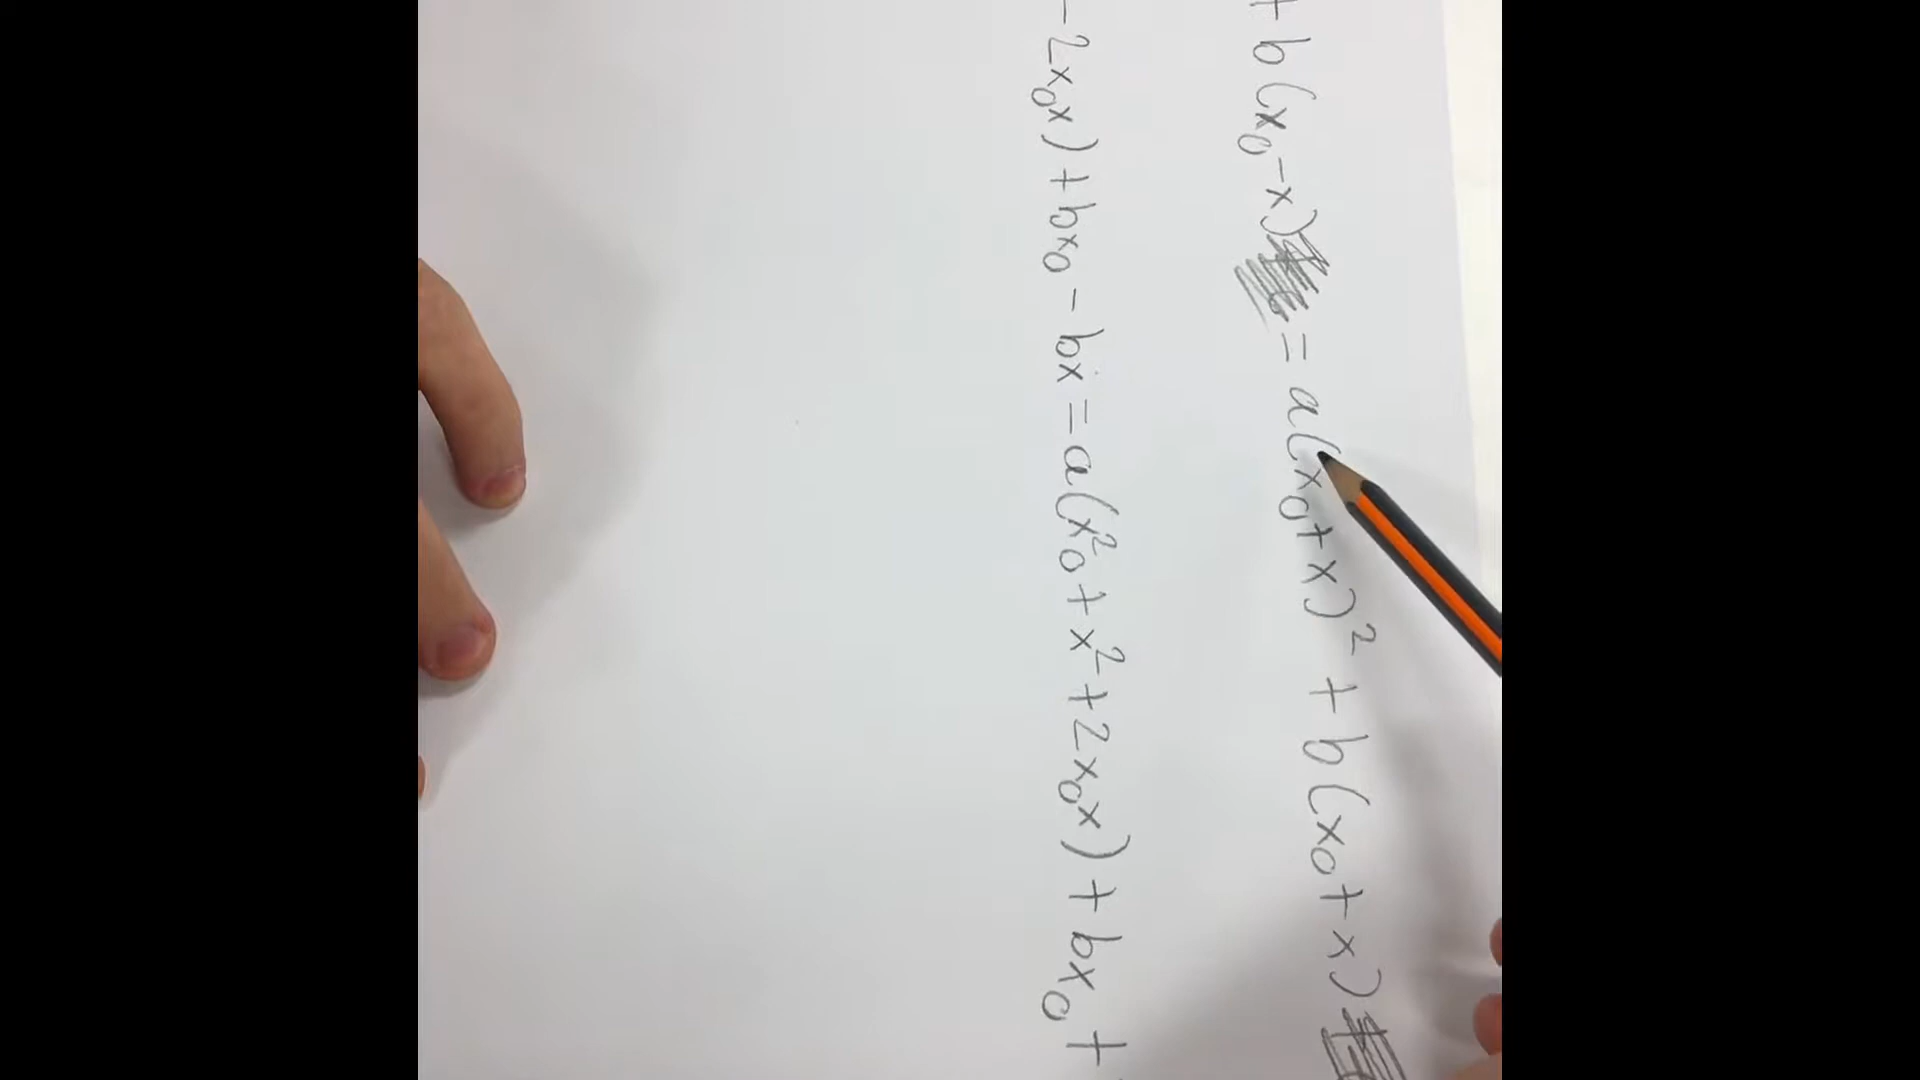 + b(x₀-x) = a(x₀+x)² + b(x₀+x)
- 2x₀x) + bx₀ - bx = a(x₀² + x² + 2x₀x) + bx₀ +